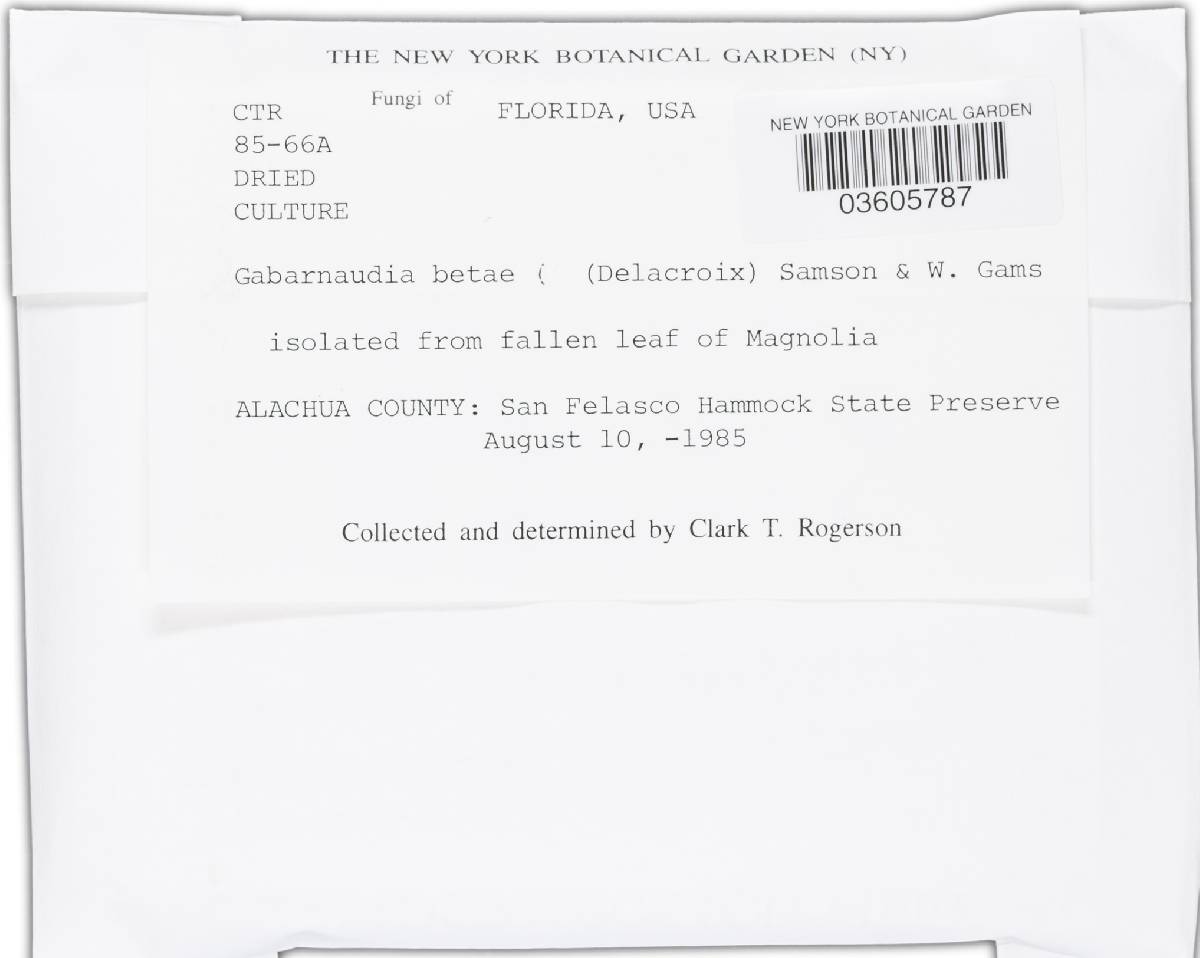 THE NEW YORK BOTANICAL GARDEN (NY)
Fungi of FLORIDA, USA
CTR
85-66A
DRIED
CULTURE
NEW YORK BOTANICAL GARDEN
03605787
Gabarnaudia betae ( (Delacroix) Samson & W. Gams
isolated from fallen leaf of Magnolia
ALACHUA COUNTY: San Felasco Hammock State Preserve
August 10, -1985
Collected and determined by Clark T. Rogerson